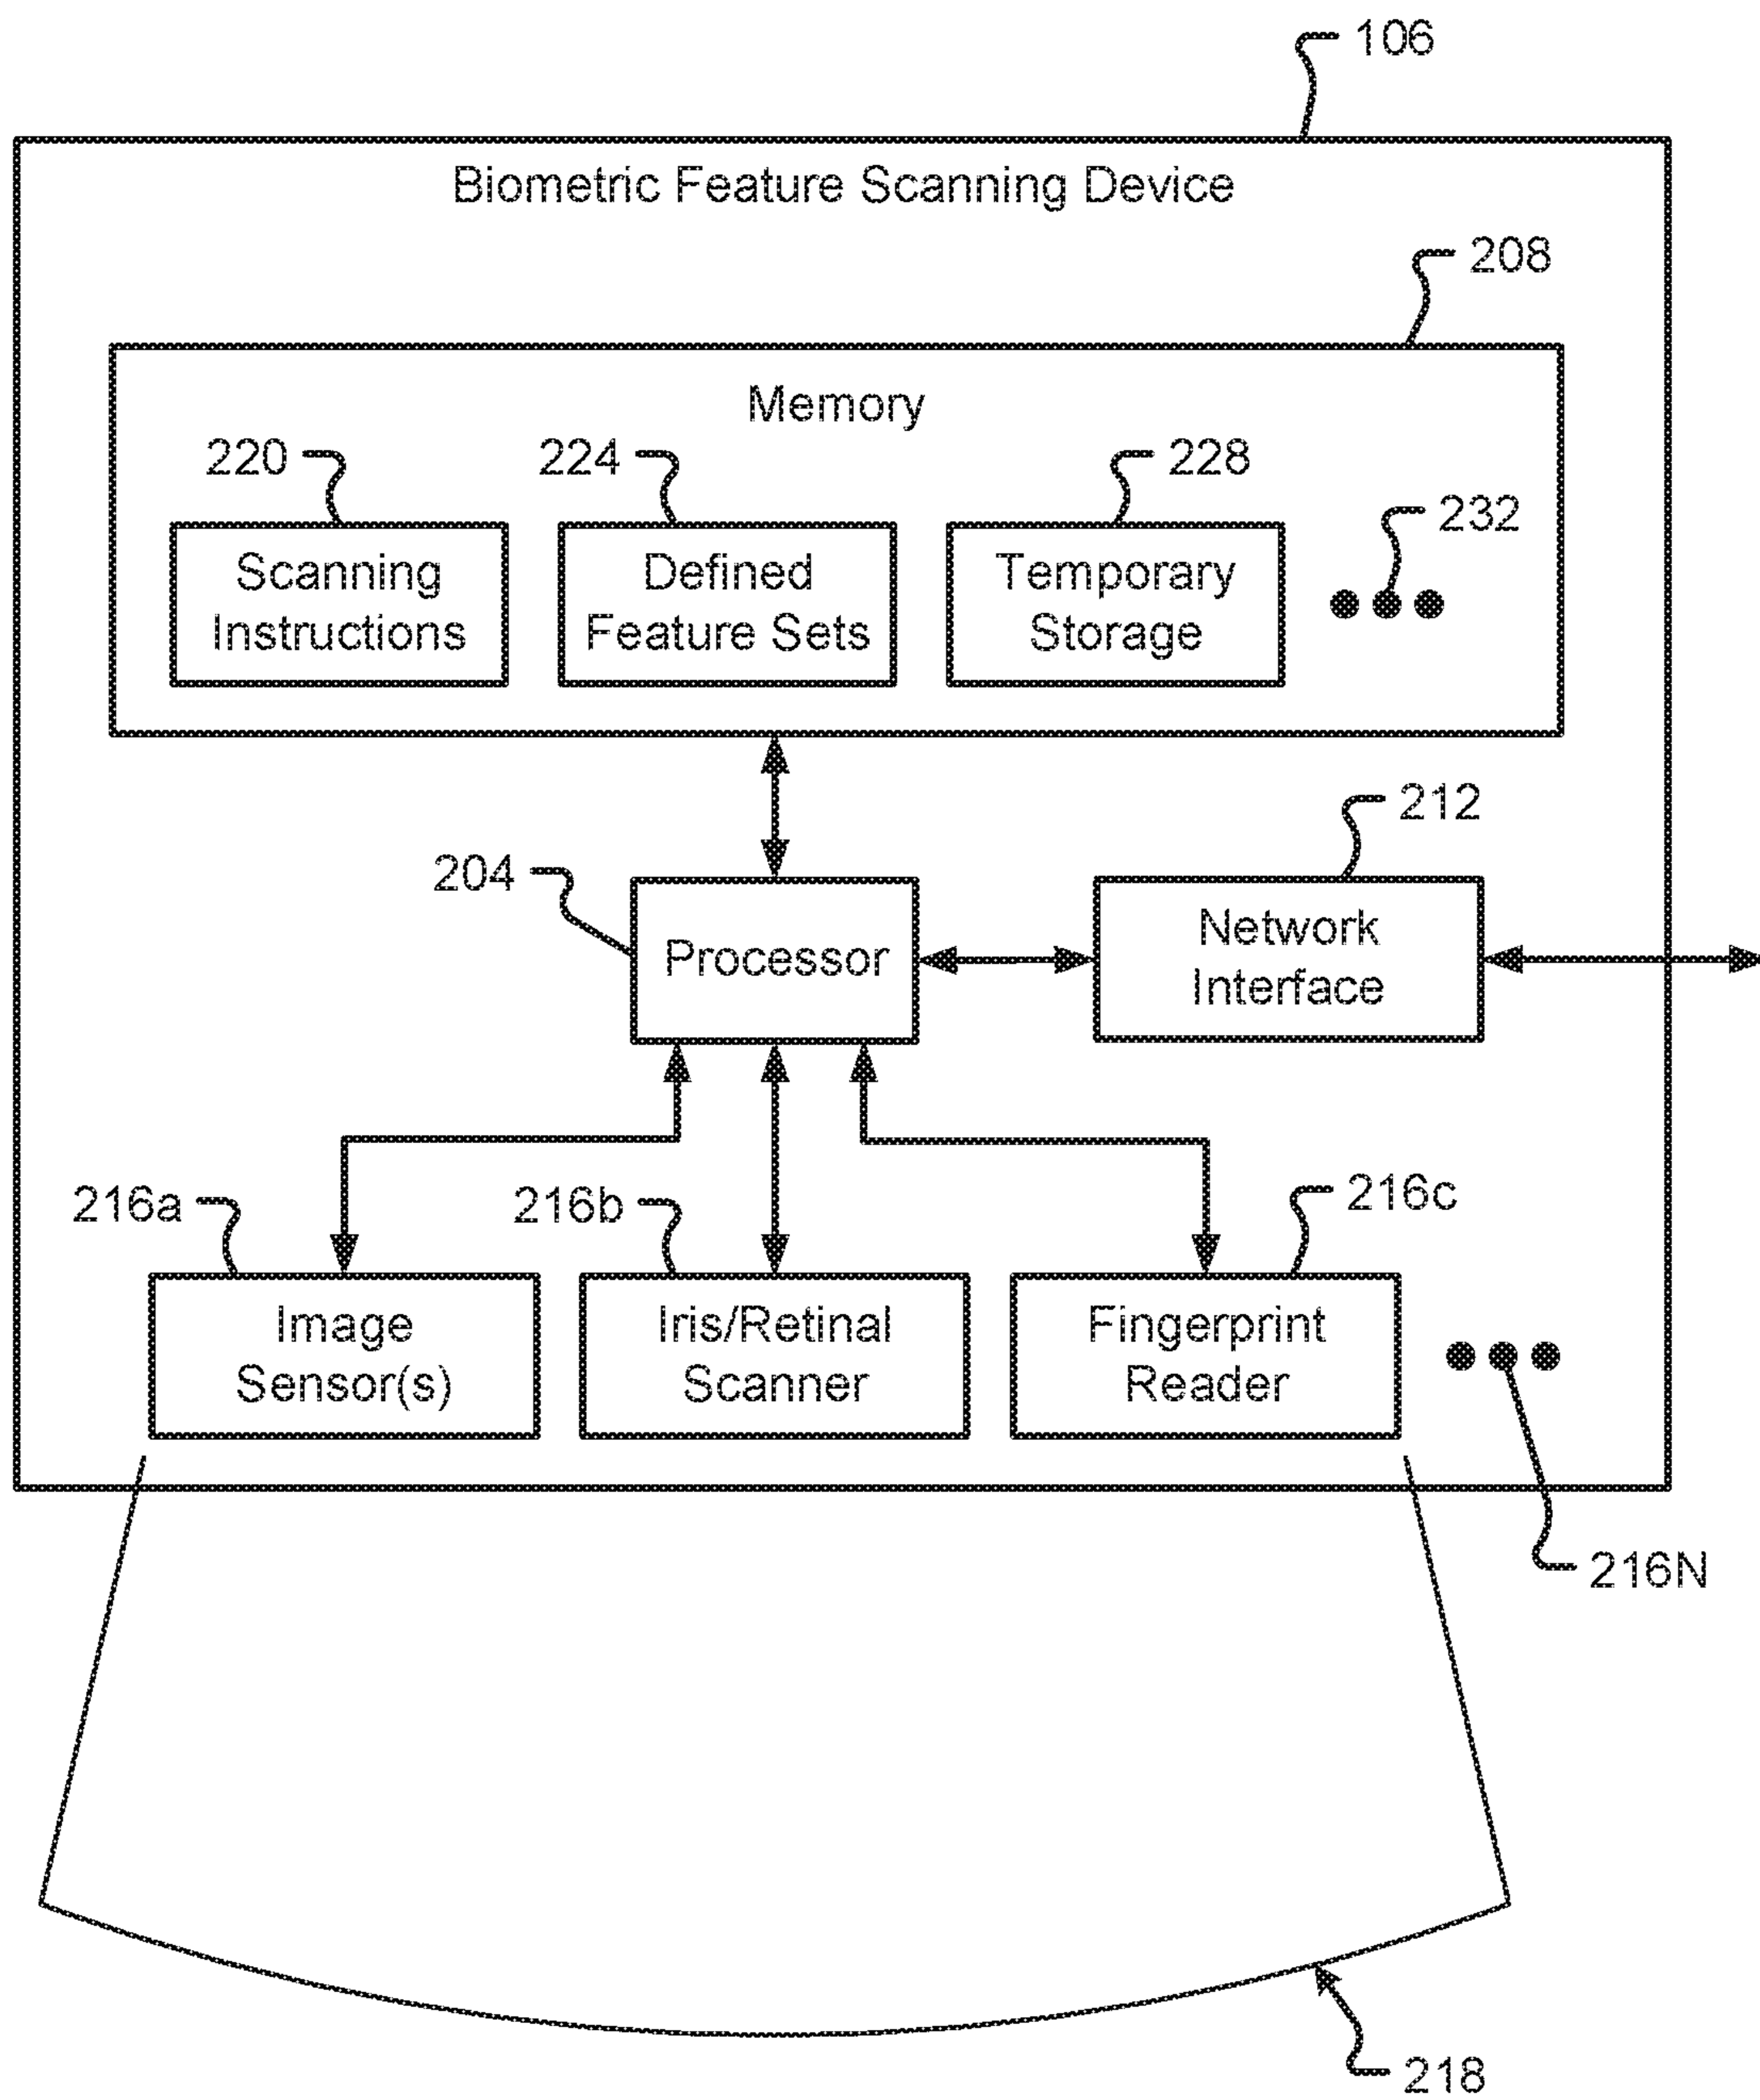 106
Biometric Feature Scanning Device
208
Memory
220
224
228
232
Scanning
Instructions
Defined
Feature Sets
Temporary
Storage
212
204
Processor
Network
Interface
216a
216b
216c
Image
Sensor(s)
Iris/Retinal
Scanner
Fingerprint
Reader
216N
218